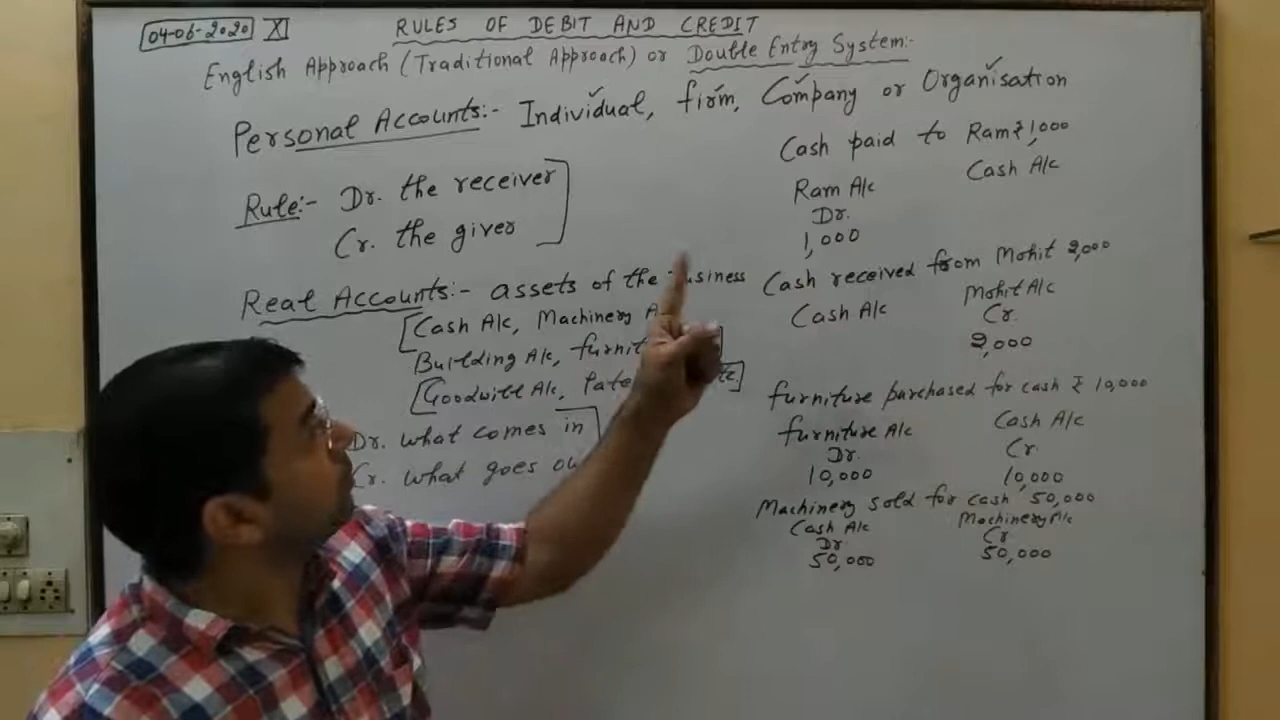 04-06-2020 XI
RULES OF DEBIT AND CREDIT
English Approach (Traditional Approach) or Double Entry System:-
Personal Accounts:- Individual, firm, Company or Organisation
Rule:- Dr. the receiver
Cr. the giver
Real Accounts:- assets of the business
[Cash A/c, Machinery
Building A/c,
[Goodwill A/c, etc.]
Dr. what comes in
Cr. what goes
Cash paid to Ram ₹ 1,000
Ram A/c Cash A/c
Dr.
1,000
Cash received from Mohit 2,000
Cash A/c Mohit A/c
Cr.
2,000
furniture purchased for cash ₹ 10,000
furniture A/c Cash A/c
Dr. Cr.
10,000 10,000
Machinery sold for cash 50,000
Cash A/c Machinery A/c
Dr. Cr
50,000 50,000